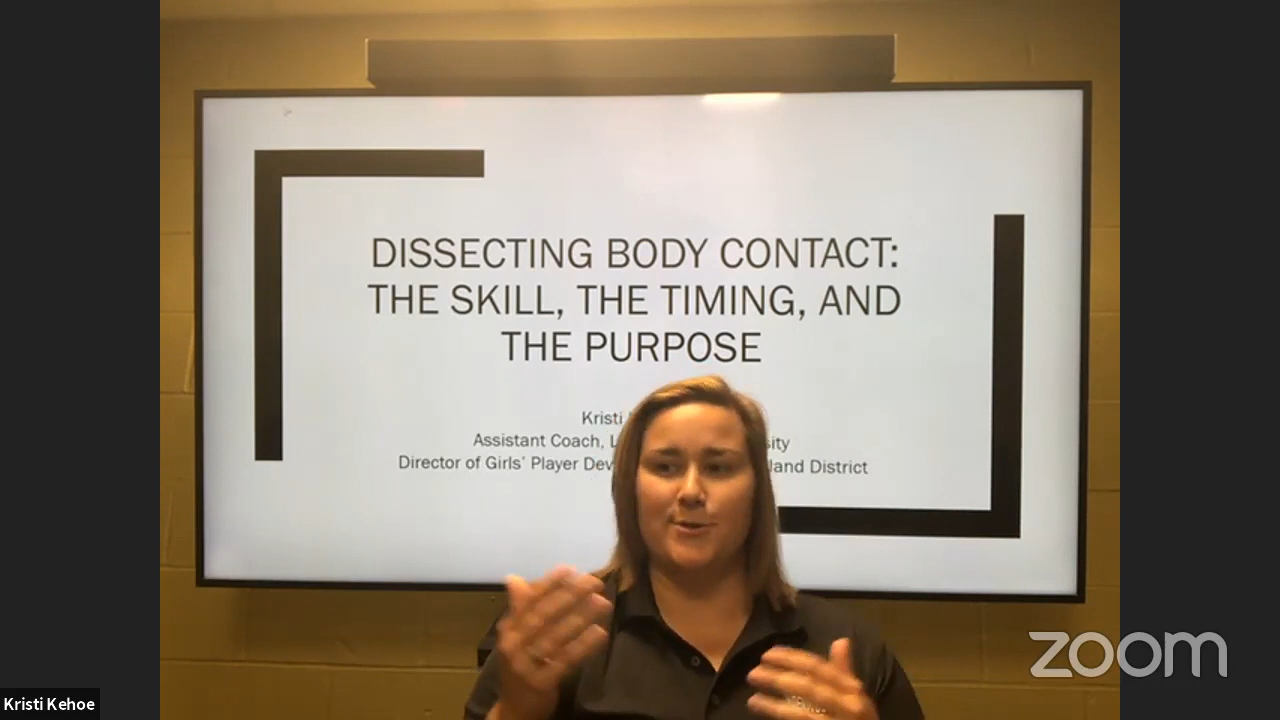 DISSECTING BODY CONTACT:
THE SKILL, THE TIMING, AND
THE PURPOSE
Kristi
Assistant Coach,
Director of Girls' Player
District
zoom
Kristi Kehoe